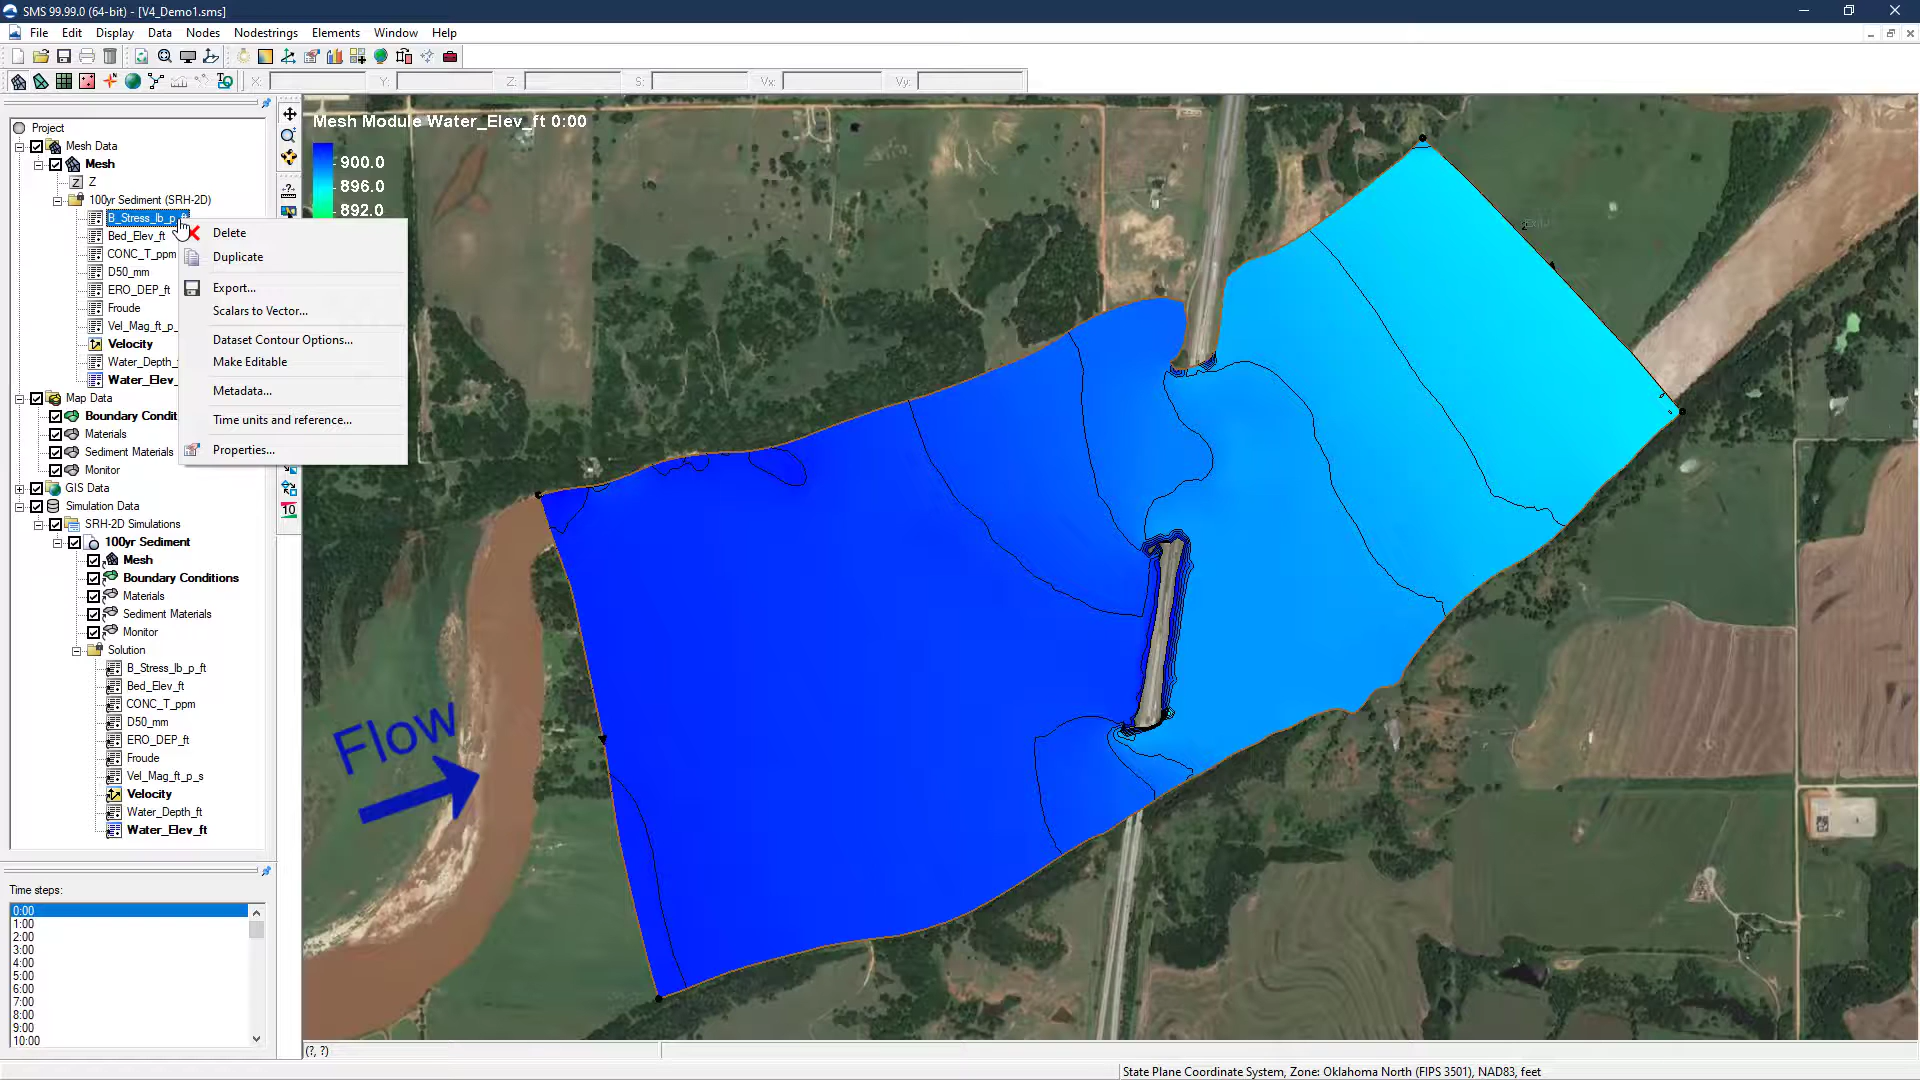 SMS 99.99.0 (64-bit) - [V4_Demo1.sms]
File Edit Display Data Nodes Nodestrings Elements Window Help
X: Y: Z: S: Vx: Vy:
Project
Mesh Data
Mesh
Z Z
100yr Sediment (SRH-2D)
B_Stress_lb_p_ft
Bed_Elev_ft
CONC_T_ppm
D50_mm
ERO_DEP_ft
Froude
Vel_Mag_ft_p_
Velocity
Water_Depth_
Water_Elev_
Map Data
Boundary Condit
Materials
Sediment Materials
Monitor
GIS Data
Simulation Data
SRH-2D Simulations
100yr Sediment
Mesh
Boundary Conditions
Materials
Sediment Materials
Monitor
Solution
B_Stress_lb_p_ft
Bed_Elev_ft
CONC_T_ppm
D50_mm
ERO_DEP_ft
Froude
Vel_Mag_ft_p_s
Velocity
Water_Depth_ft
Water_Elev_ft
Delete
Duplicate
Export...
Scalars to Vector...
Dataset Contour Options...
Make Editable
Metadata...
Time units and reference...
Properties...
10
Time steps:
0:00
1:00
2:00
3:00
4:00
5:00
6:00
7:00
8:00
9:00
10:00
Mesh Module Water_Elev_ft 0:00
900.0
896.0
892.0
Flow
(?, ?)
State Plane Coordinate System, Zone: Oklahoma North (FIPS 3501), NAD83, feet